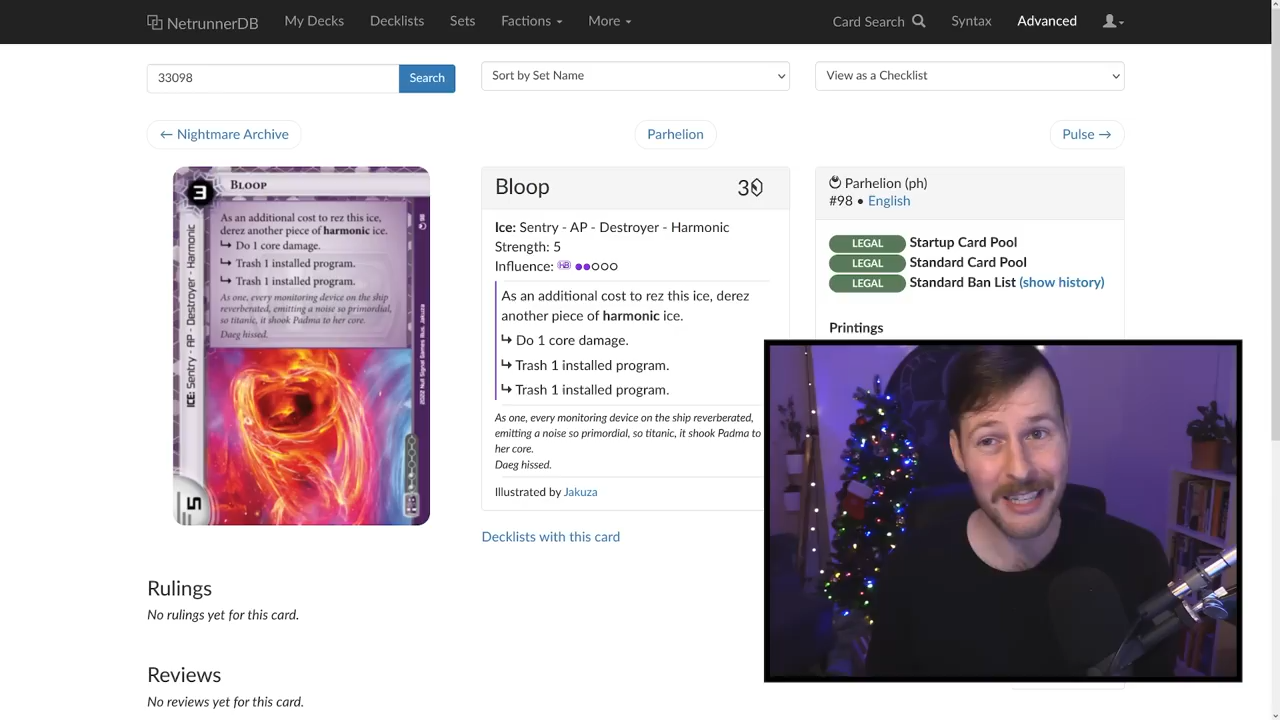 NetrunnerDB
My Decks
Decklists
Sets
Factions
More
Card Search
Syntax
Advanced
33098
Search
Sort by Set Name
View as a Checklist
← Nightmare Archive
Parhelion
Pulse →
3
BLOOP
As an additional cost to rez this ice,
derez another piece of harmonic ice.
↳ Do 1 core damage.
↳ Trash 1 installed program.
↳ Trash 1 installed program.
As one, every monitoring device on the ship
reverberated, emitting a noise so primordial,
so titanic, it shook Padma to her core.
Daeg hissed.
ICE: Sentry - AP - Destroyer - Harmonic
5
Bloop
3
Ice: Sentry - AP - Destroyer - Harmonic
Strength: 5
Influence: HB
As an additional cost to rez this ice, derez
another piece of harmonic ice.
↳ Do 1 core damage.
↳ Trash 1 installed program.
↳ Trash 1 installed program.
As one, every monitoring device on the ship reverberated,
emitting a noise so primordial, so titanic, it shook Padma to
her core.
Daeg hissed.
Illustrated by Jakuza
Decklists with this card
Parhelion (ph)
#98 • English
LEGAL Startup Card Pool
LEGAL Standard Card Pool
LEGAL Standard Ban List (show history)
Printings
Rulings
No rulings yet for this card.
Reviews
No reviews yet for this card.